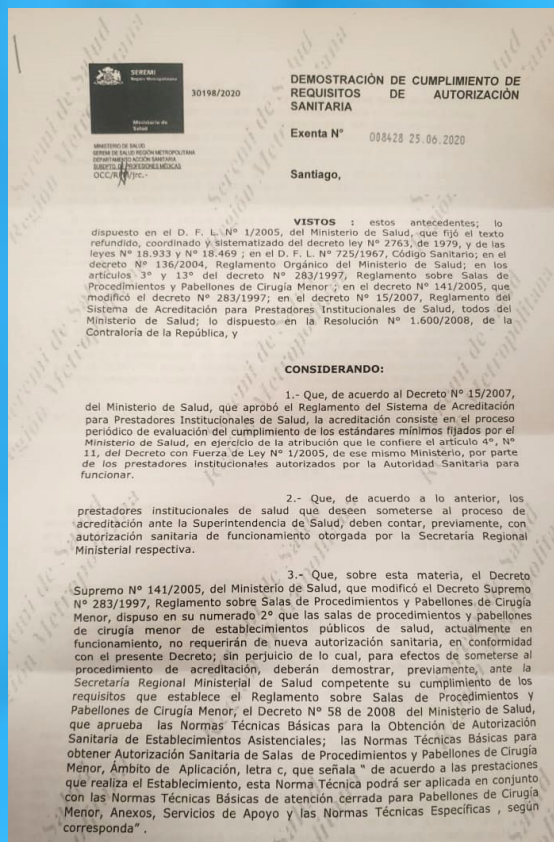 SEREMI
Región Metropolitana
Ministerio de
Salud
30198/2020
MINISTERIO DE SALUD
SEREMI DE SALUD REGIÓN METROPOLITANA
DEPARTAMENTO ACCIÓN SANITARIA
SUBDPTO. DE PROFESIONES MÉDICAS
DEMOSTRACIÓN DE CUMPLIMIENTO DE
REQUISITOS DE AUTORIZACIÓN
SANITARIA
Exenta N° 008428 25.06.2020
Santiago,
VISTOS : estos antecedentes; lo
dispuesto en el D. F. L. N° 1/2005, del Ministerio de Salud, que fijó el texto
refundido, coordinado y sistematizado del decreto ley N° 2763, de 1979, y de las
leyes N° 18.933 y N° 18.469 ; en el D.F.L. N° 725/1967, Código Sanitario; en el
decreto N° 136/2004, Reglamento Orgánico del Ministerio de Salud; en los
artículos 3° y 13° del decreto N° 283/1997, Reglamento sobre Salas de
Procedimientos y Pabellones de Cirugía Menor ; en el decreto N° 141/2005, que
modificó el decreto N° 283/1997; en el decreto N° 15/2007, Reglamento del
Sistema de Acreditación para Prestadores Institucionales de Salud, todos del
Ministerio de Salud; lo dispuesto en la Resolución N° 1.600/2008, de la
Contraloría de la República, y
CONSIDERANDO:
1.- Que, de acuerdo al Decreto N° 15/2007,
del Ministerio de Salud, que aprobó el Reglamento del Sistema de Acreditación
para Prestadores Institucionales de Salud, la acreditación consiste en el proceso
periódico de evaluación del cumplimiento de los estándares mínimos fijados por el
Ministerio de Salud, en ejercicio de la atribución que le confiere el artículo 4°, N°
11, del Decreto con Fuerza de Ley N° 1/2005, de ese mismo Ministerio, por parte
de los prestadores institucionales autorizados por la Autoridad Sanitaria para
funcionar.
2.- Que, de acuerdo a lo anterior, los
prestadores institucionales de salud que deseen someterse al proceso de
acreditación ante la Superintendencia de Salud, deben contar, previamente, con
autorización sanitaria de funcionamiento otorgada por la Secretaría Regional
Ministerial respectiva.
3.- Que, sobre esta materia, el Decreto
Supremo N° 141/2005, del Ministerio de Salud, que modificó el Decreto Supremo
N° 283/1997, Reglamento sobre Salas de Procedimientos y Pabellones de Cirugía
Menor, dispuso en su numerado 2° que las salas de procedimientos y pabellones
de cirugía menor de establecimientos públicos de salud, actualmente en
funcionamiento, no requerirán de nueva autorización sanitaria, en conformidad
con el presente Decreto; sin perjuicio de lo cual, para efectos de someterse al
procedimiento de acreditación, deberán demostrar, previamente, ante la
Secretaría Regional Ministerial de Salud competente su cumplimiento de los
requisitos que establece el Reglamento sobre Salas de Procedimientos y
Pabellones de Cirugía Menor, el Decreto N° 58 de 2008 del Ministerio de Salud,
que aprueba las Normas Técnicas Básicas para la Obtención de Autorización
Sanitaria de Establecimientos Asistenciales; las Normas Técnicas Básicas para
obtener Autorización Sanitaria de Salas de Procedimientos y Pabellones de Cirugía
Menor, Ámbito de Aplicación, letra c, que señala " de acuerdo a las prestaciones
que realiza el Establecimiento, esta Norma Técnica podrá ser aplicada en conjunto
con las Normas Técnicas Básicas de atención cerrada para Pabellones de Cirugía
Menor, Anexos, Servicios de Apoyo y las Normas Técnicas Específicas , según
corresponda" .